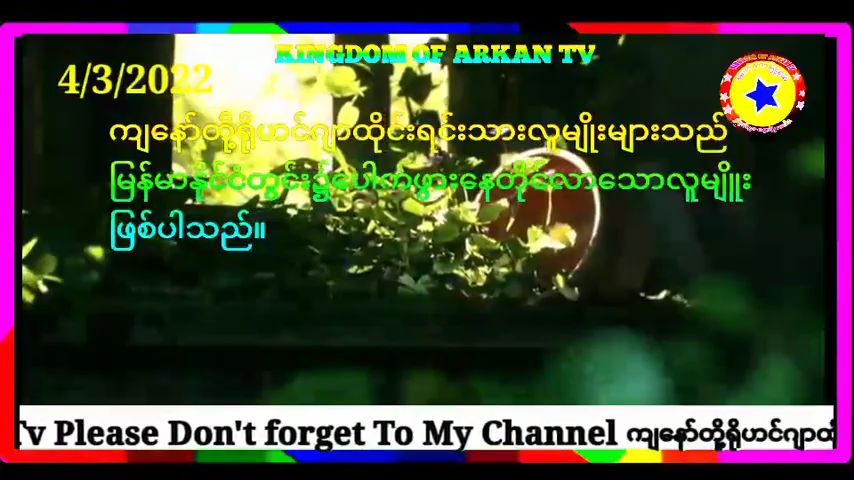 KINGDOM OF ARKAN TV
4/3/2022
ကျနော်တို့ရိုဟင်ဂျာထိုင်းရင်းသားလူမျိုးများသည်
မြန်မာနိုင်ငံတွင်း၌ပေါက်ဖွားနေတိုင်လာသောလူမျိူး
ဖြစ်ပါသည်။
Tv Please Don't forget To My Channel ကျနော်တို့ရိုဟင်ဂျာထိ